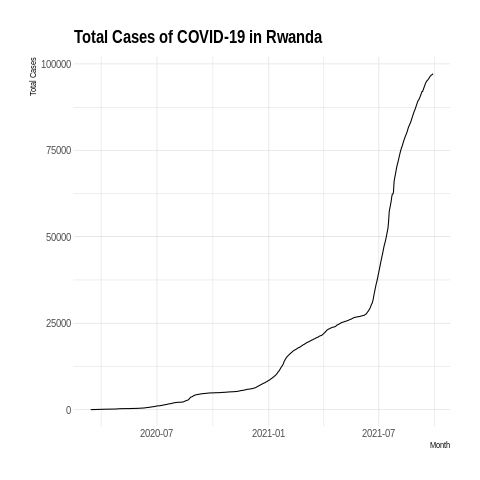 Total Cases of COVID-19 in Rwanda
Total Cases
100000
75000
50000
25000
0
2020-07 2021-01 2021-07
Month